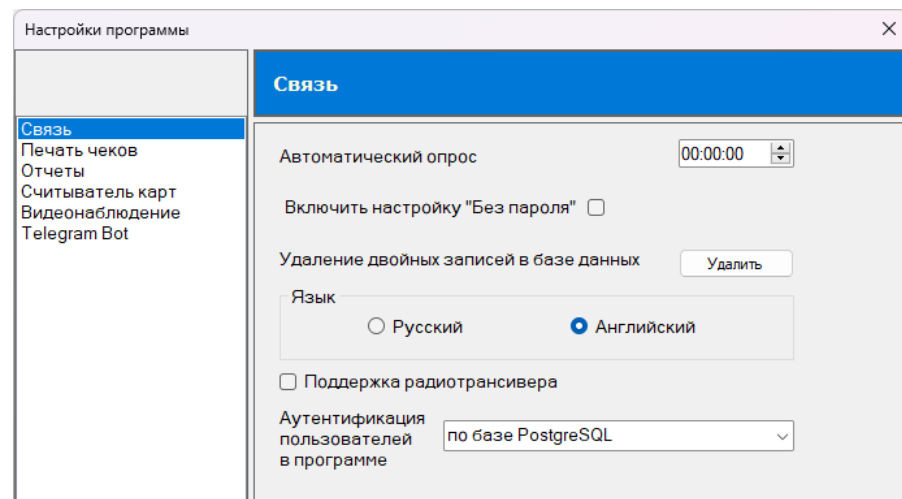 Настройки программы
Связь
Связь
Печать чеков
Отчеты
Считыватель карт
Видеонаблюдение
Telegram Bot
Автоматический опрос 00:00:00
Включить настройку "Без пароля"
Удаление двойных записей в базе данных Удалить
Язык
Русский Английский
Поддержка радиотрансивера
Аутентификация
пользователей
в программе
по базе PostgreSQL